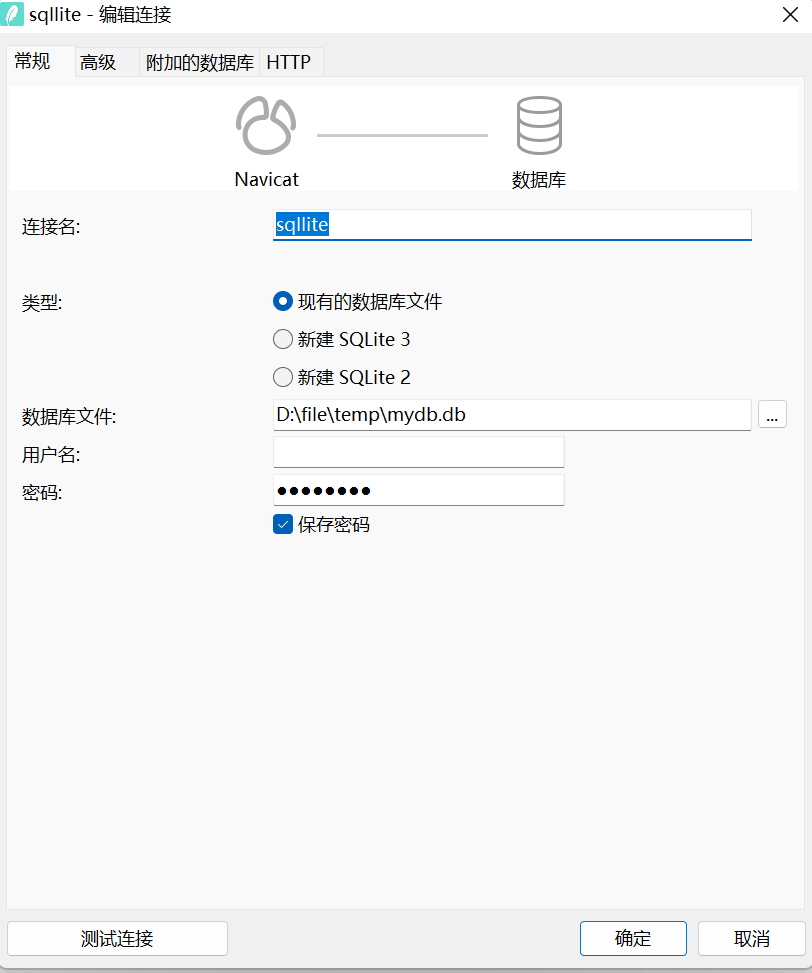 sqllite - 编辑连接
常规 高级 附加的数据库 HTTP
Navicat 数据库
连接名: sqllite
类型: 现有的数据库文件
新建 SQLite 3
新建 SQLite 2
数据库文件: D:\file\temp\mydb.db ...
用户名:
密码: ●●●●●●●●
保存密码
测试连接 确定 取消